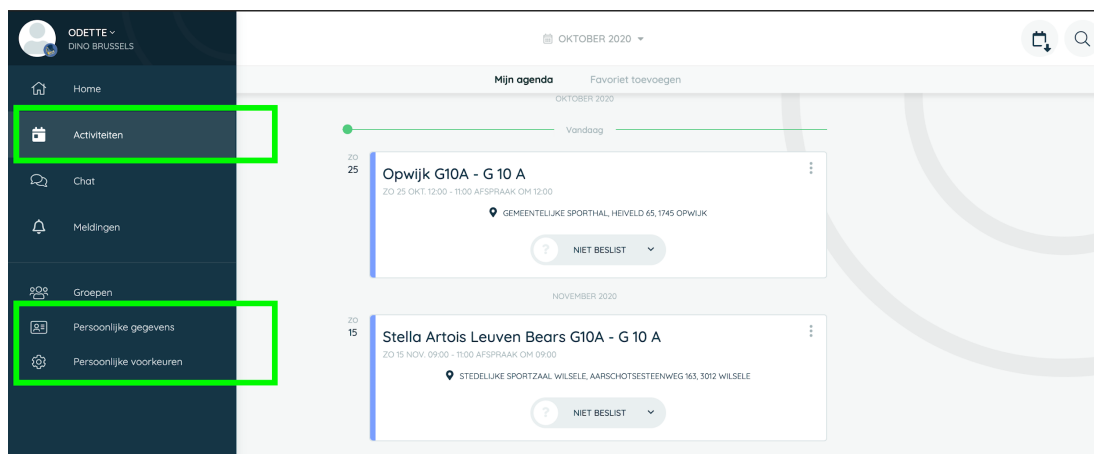 ODETTE
DINO BRUSSELS
Home
Activiteiten
Chat
Meldingen
Groepen
Persoonlijke gegevens
Persoonlijke voorkeuren
OKTOBER 2020
Mijn agenda Favoriet toevoegen
OKTOBER 2020
Vandaag
ZO
25
Opwijk G10A - G 10 A
ZO 25 OKT. 12:00 - 11:00 AFSPRAAK OM 12:00
GEMEENTELIJKE SPORTHAL, HEIVELD 65, 1745 OPWIJK
? NIET BESLIST
NOVEMBER 2020
ZO
15
Stella Artois Leuven Bears G10A - G 10 A
ZO 15 NOV. 09:00 - 11:00 AFSPRAAK OM 09:00
STEDELIJKE SPORTZAAL WILSELE, AARSCHOTSESTEENWEG 163, 3012 WILSELE
? NIET BESLIST